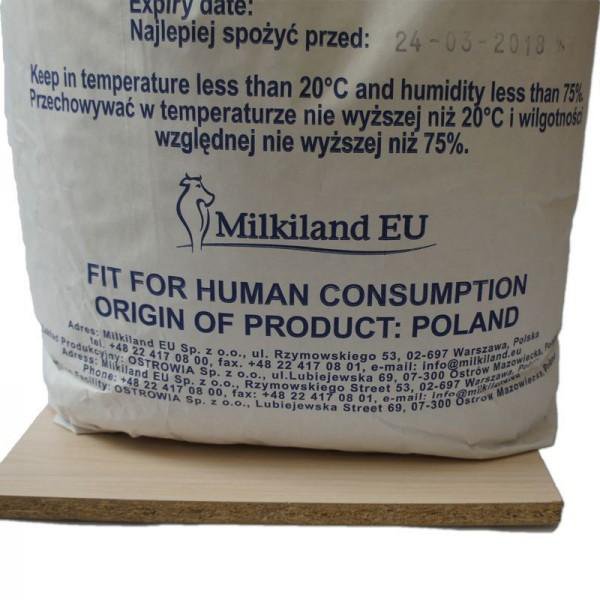 Expiry date:
Najlepiej spożyć przed: 24-03-2018
Keep in temperature less than 20°C and humidity less than 75%.
Przechowywać w temperaturze nie wyższej niż 20°C i wilgotności
względnej nie wyższej niż 75%.
Milkiland EU
FIT FOR HUMAN CONSUMPTION
ORIGIN OF PRODUCT: POLAND
Adres: Milkiland EU Sp. z o.o., ul. Rzymowskiego 53, 02-697 Warszawa, Polska
tel. +48 22 417 08 00, fax. +48 22 417 08 01, e-mail: info@milkiland.eu
Produkcyjny: OSTROWIA Sp. z o.o., ul.Lubiejewska 69, 07-300 Ostrów Mazowiecka,
Adress: Milkiland EU Sp. z o.o., Rzymowskiego Street 53, 02-697 Warszawa,
Phone: +48 22 417 08 00, fax: +48 22 417 08 01, e-mail:
Facility: OSTROWIA Sp. z o.o., Lubiejewska Street 69, 07-300 Ostrow Mazowiecka,